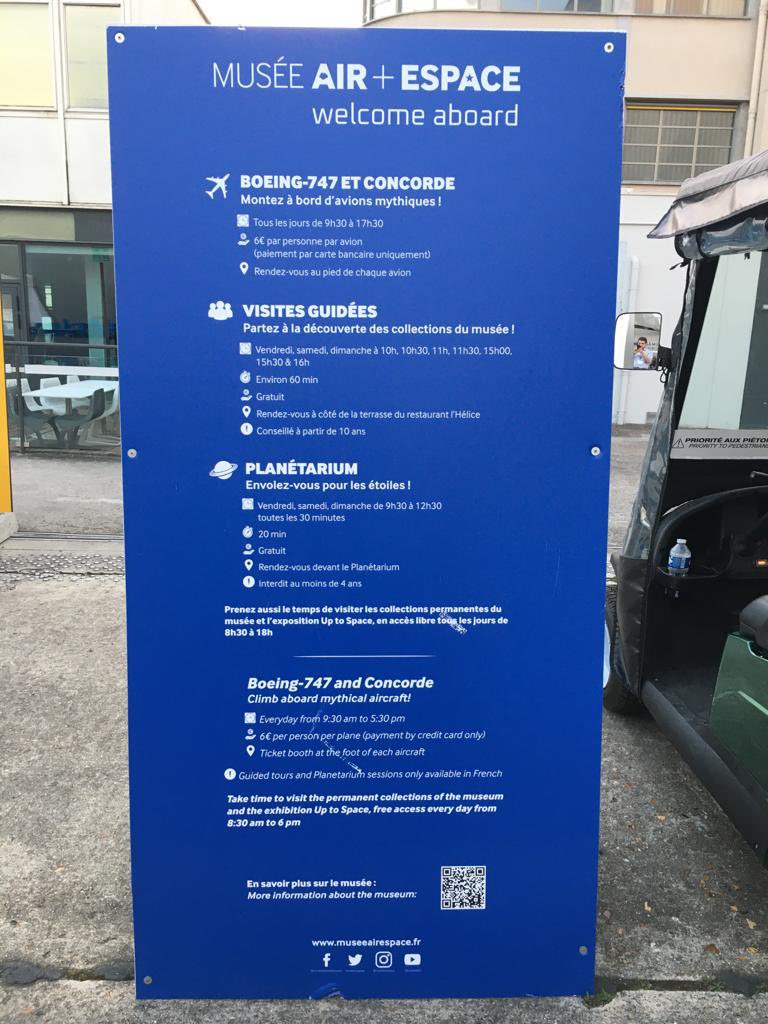 MUSÉE AIR+ESPACE
welcome aboard
BOEING-747 ET CONCORDE
Montez à bord d'avions mythiques !
Tous les jours de 9h30 à 17h30
6€ par personne par avion
(paiement par carte bancaire uniquement)
Rendez-vous au pied de chaque avion
VISITES GUIDÉES
Partez à la découverte des collections du musée !
Vendredi, samedi, dimanche à 10h, 10h30, 11h, 11h30, 15h00,
15h30 & 16h
Environ 60 min
Gratuit
Rendez-vous à côté de la terrasse du restaurant l'Hélice
Conseillé à partir de 10 ans
PLANÉTARIUM
Envolez-vous pour les étoiles !
Vendredi, samedi, dimanche de 9h30 à 12h30
toutes les 30 minutes
20 min
Gratuit
Rendez-vous devant le Planétarium
Interdit au moins de 4 ans
Prenez aussi le temps de visiter les collections permanentes du
musée et l'exposition Up to Space, en accès libre tous les jours de
8h30 à 18h
Boeing-747 and Concorde
Climb aboard mythical aircraft!
Everyday from 9:30 am to 5:30 pm
6€ per person per plane (payment by credit card only)
Ticket booth at the foot of each aircraft
Guided tours and Planetarium sessions only available in French
Take time to visit the permanent collections of the museum
and the exhibition Up to Space, free access every day from
8:30 am to 6 pm
En savoir plus sur le musée :
More information about the museum:
www.museeairespace.fr
PRIORITÉ AUX PIÉTO
PRIORITY TO PEDESTRIAN